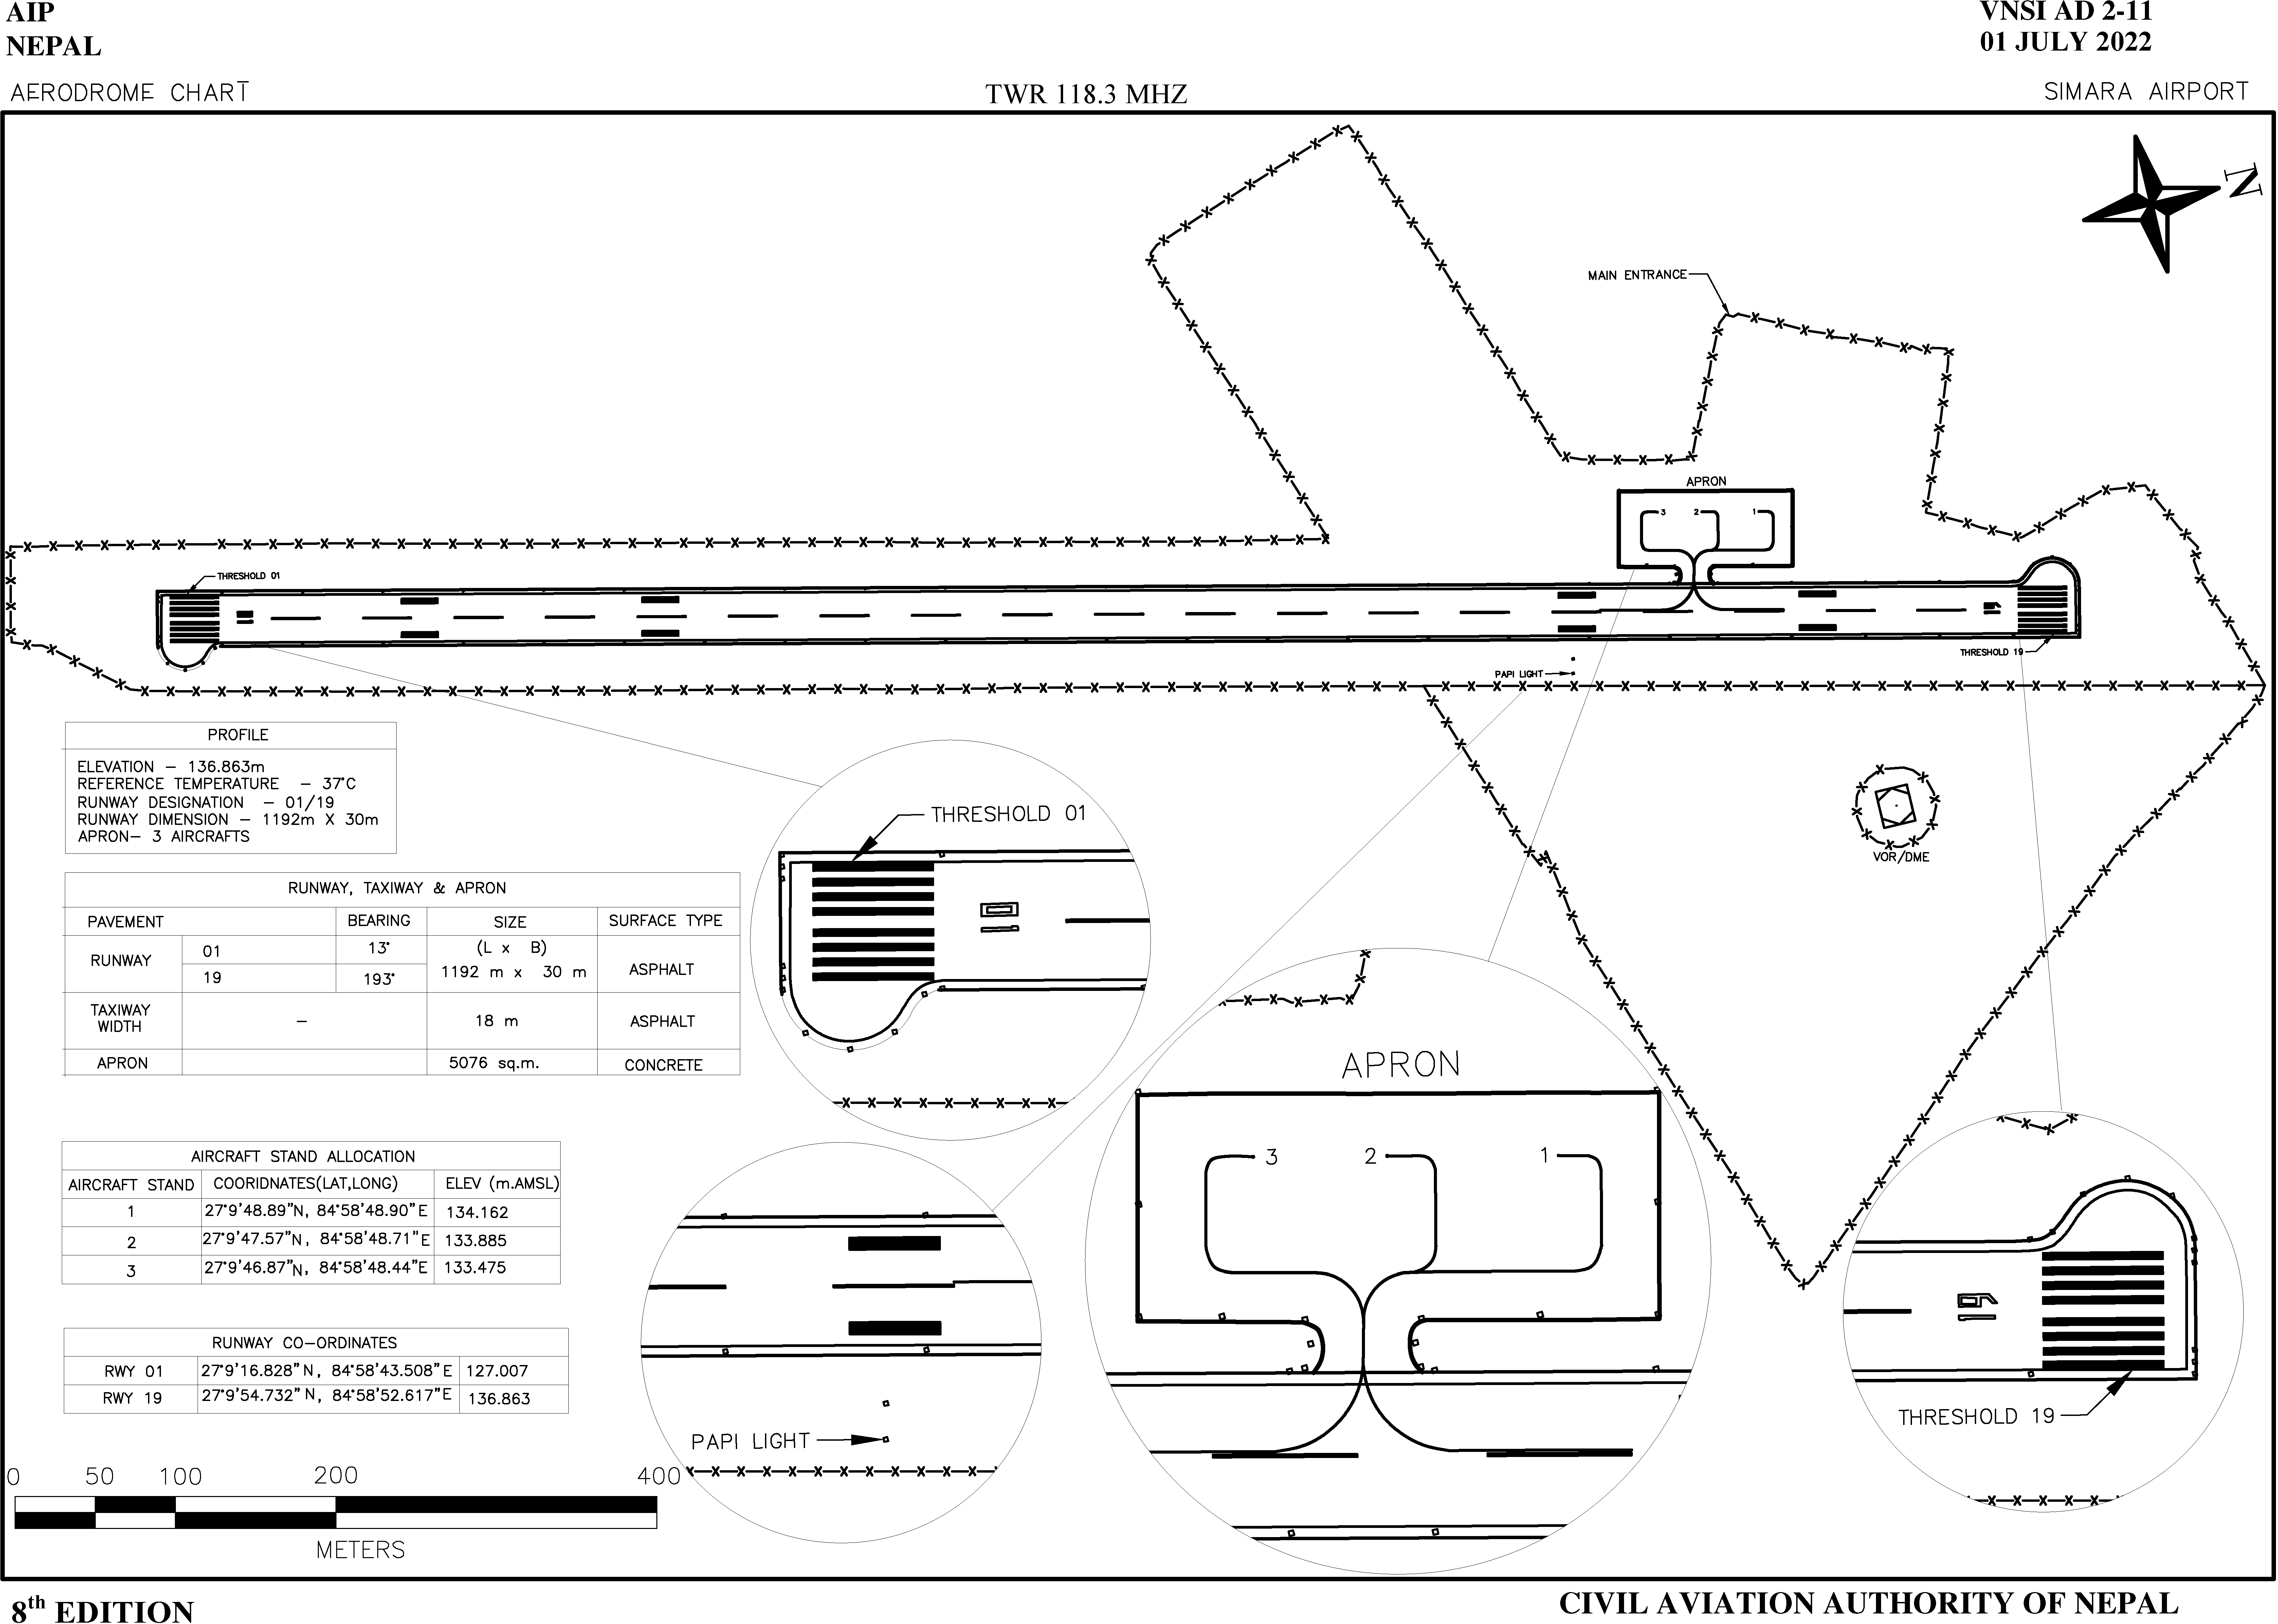 AIP
NEPAL
VNSI AD 2-11
01 JULY 2022
AERODROME CHART
TWR 118.3 MHZ
SIMARA AIRPORT
N
MAIN ENTRANCE
APRON
3 2 1
THRESHOLD 01
01
19
THRESHOLD 19
PAPI LIGHT
VOR/DME
PROFILE
ELEVATION – 136.863m
REFERENCE TEMPERATURE – 37°C
RUNWAY DESIGNATION – 01/19
RUNWAY DIMENSION – 1192m X 30m
APRON– 3 AIRCRAFTS
THRESHOLD 01
01
RUNWAY, TAXIWAY & APRON
PAVEMENT BEARING SIZE SURFACE TYPE
RUNWAY 01 13° (L x B)
19 193° 1192 m x 30 m ASPHALT
TAXIWAY
WIDTH – 18 m ASPHALT
APRON 5076 sq.m. CONCRETE
APRON
3 2 1
AIRCRAFT STAND ALLOCATION
AIRCRAFT STAND COORIDNATES(LAT,LONG) ELEV (m.AMSL)
1 27°9'48.89"N, 84°58'48.90"E 134.162
2 27°9'47.57"N, 84°58'48.71"E 133.885
3 27°9'46.87"N, 84°58'48.44"E 133.475
RUNWAY CO–ORDINATES
RWY 01 27°9'16.828"N, 84°58'43.508"E 127.007
RWY 19 27°9'54.732"N, 84°58'52.617"E 136.863
PAPI LIGHT
19
THRESHOLD 19
0 50 100 200 400
METERS
8th EDITION
CIVIL AVIATION AUTHORITY OF NEPAL